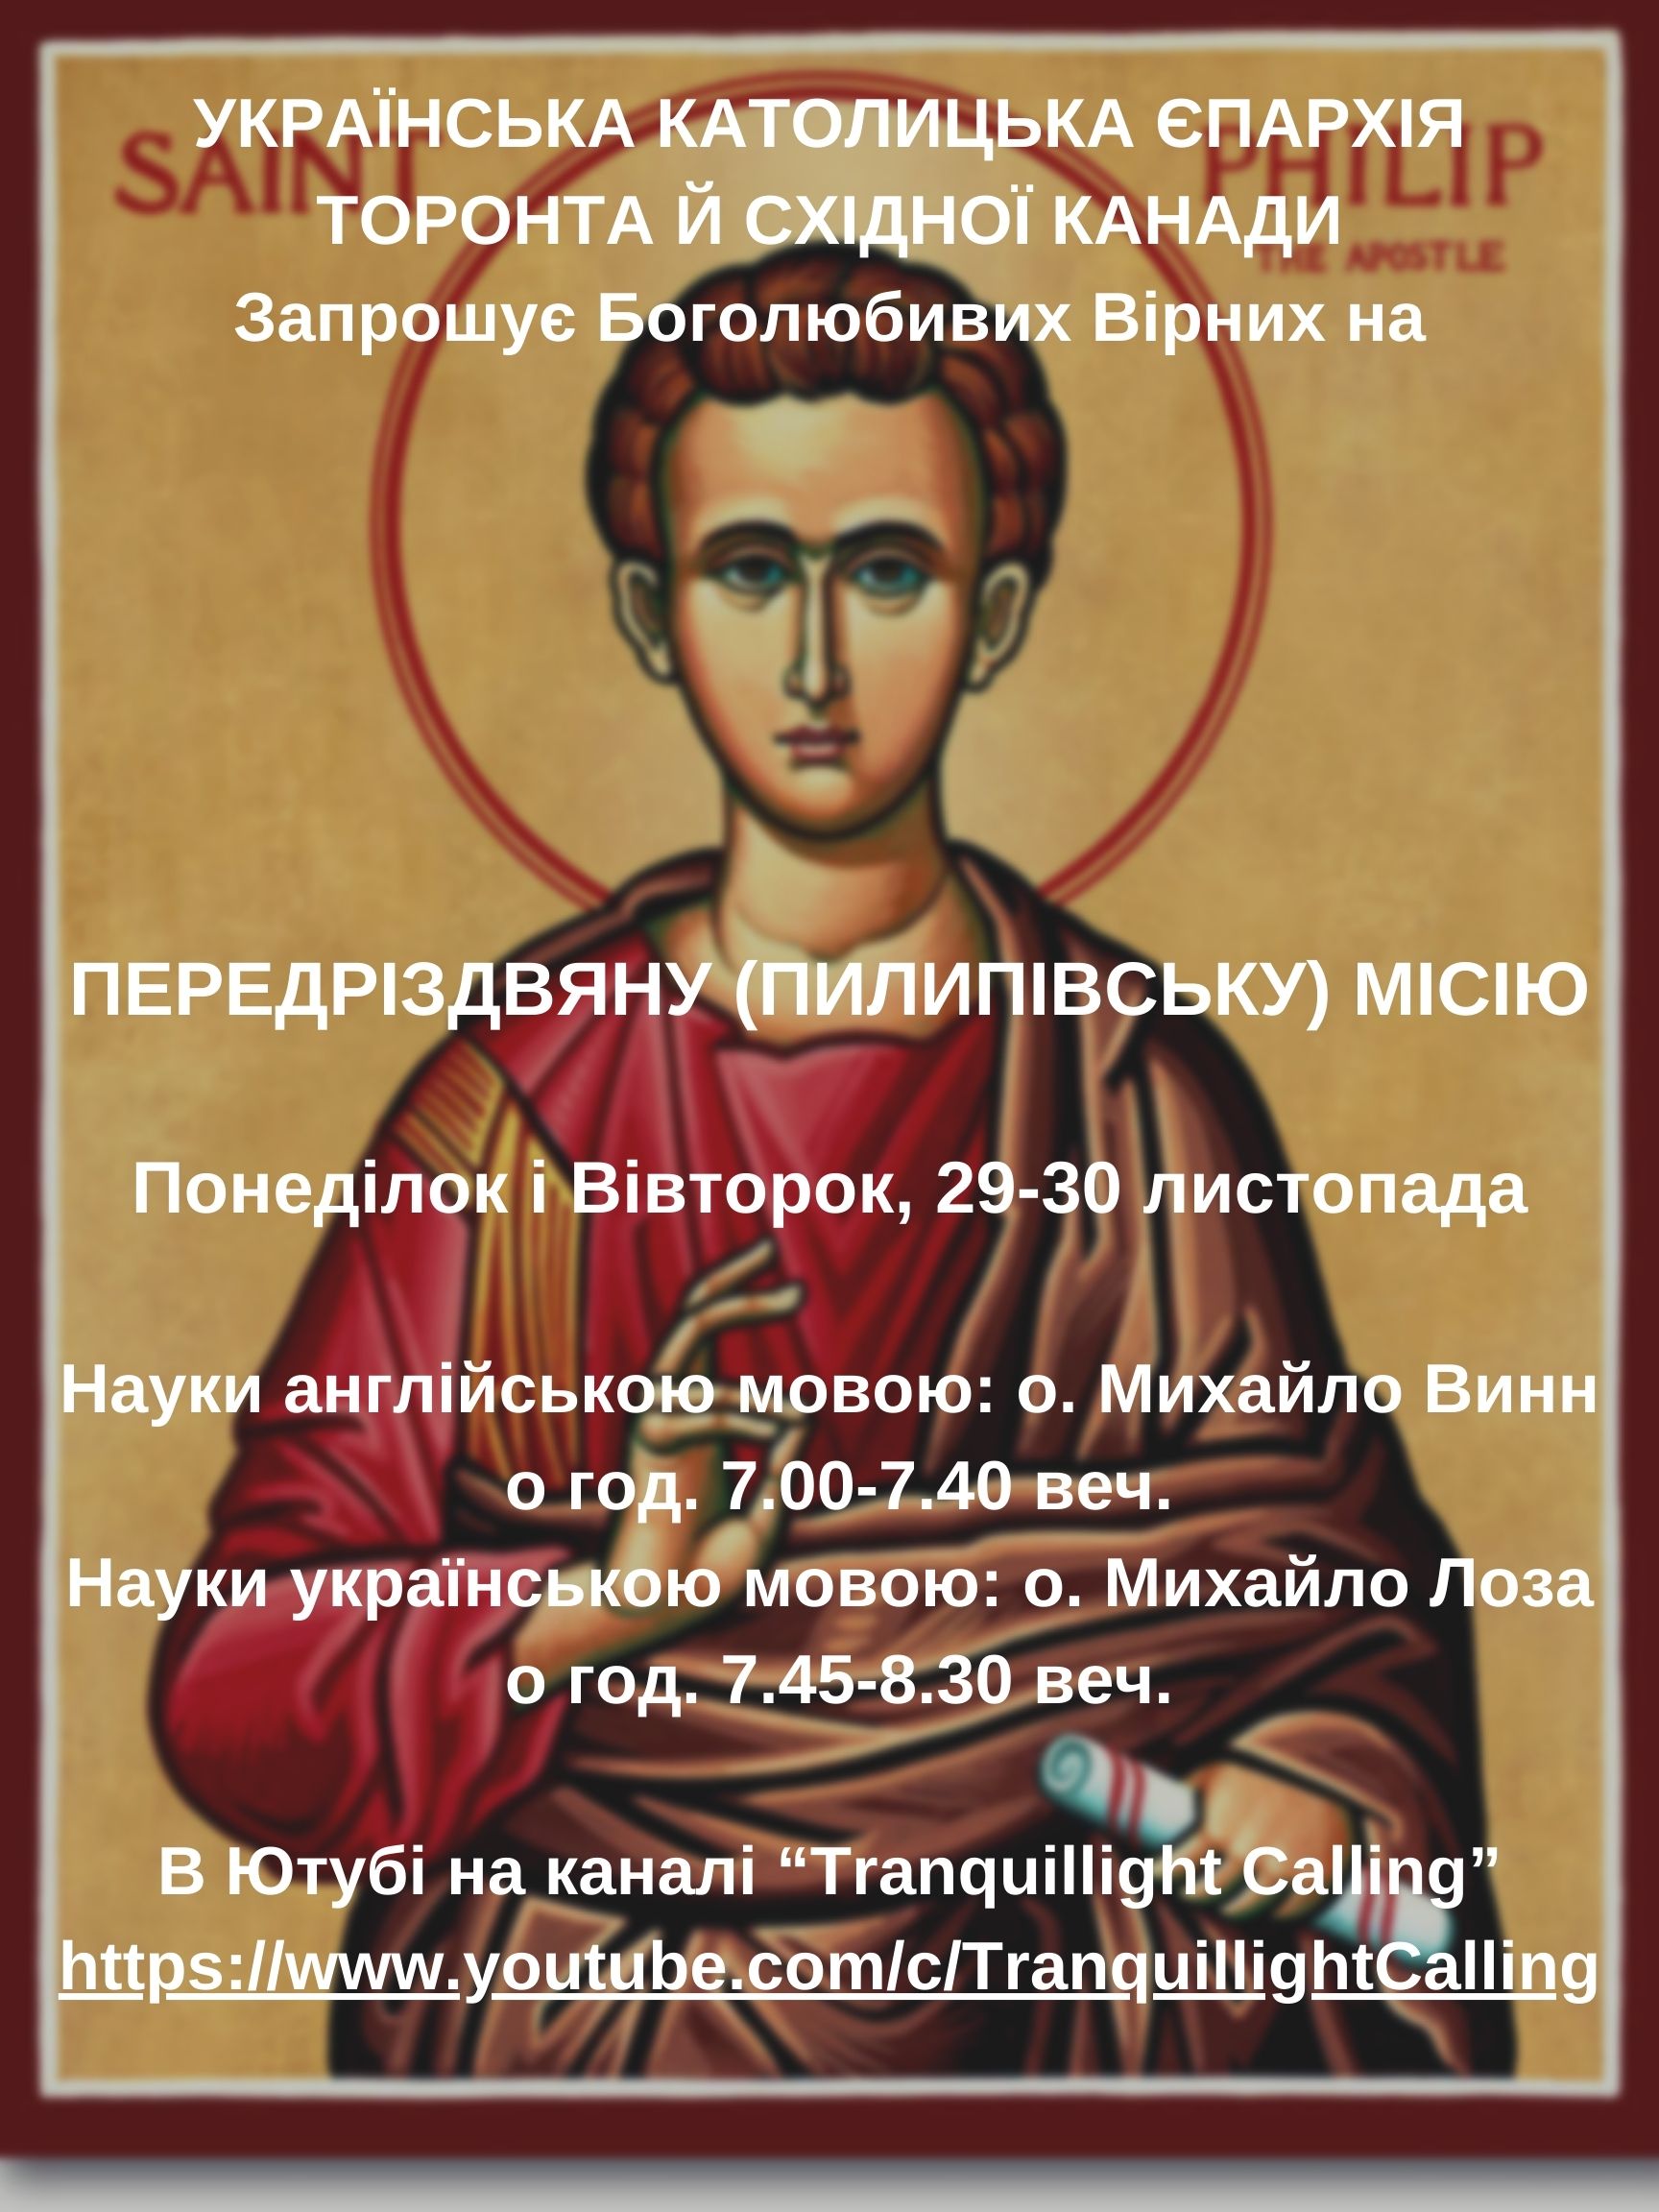 УКРАЇНСЬКА КАТОЛИЦЬКА ЄПАРХІЯ
SAINT PHILIP
ТОРОНТА Й СХІДНОЇ КАНАДИ
THE APOSTLE
Запрошує Боголюбивих Вірних на
ПЕРЕДРІЗДВЯНУ (ПИЛИПІВСЬКУ) МІСІЮ
Понеділок і Вівторок, 29-30 листопада
Науки англійською мовою: о. Михайло Винн
о год. 7.00-7.40 веч.
Науки українською мовою: о. Михайло Лоза
о год. 7.45-8.30 веч.
В Ютубі на каналі “Tranquillight Calling”
https://www.youtube.com/c/TranquillightCalling